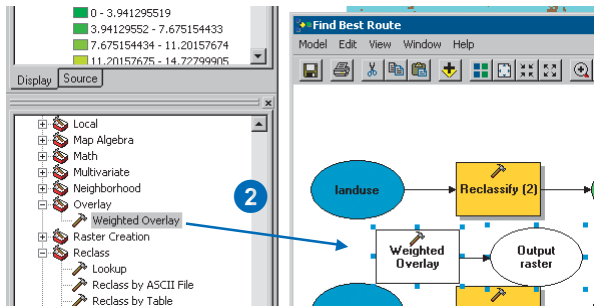 0 - 3.941295519
3.94129552 - 7.675154433
7.675154434 - 11.20157674
11.20157675 - 14.72799905
Display
Source
Local
Map Algebra
Math
Multivariate
Neighborhood
Overlay
Weighted Overlay
Raster Creation
Reclass
Lookup
Reclass by ASCII File
Reclass by Table
2
Find Best Route
Model Edit View Window Help
landuse
Reclassify (2)
Weighted
Overlay
Output
raster